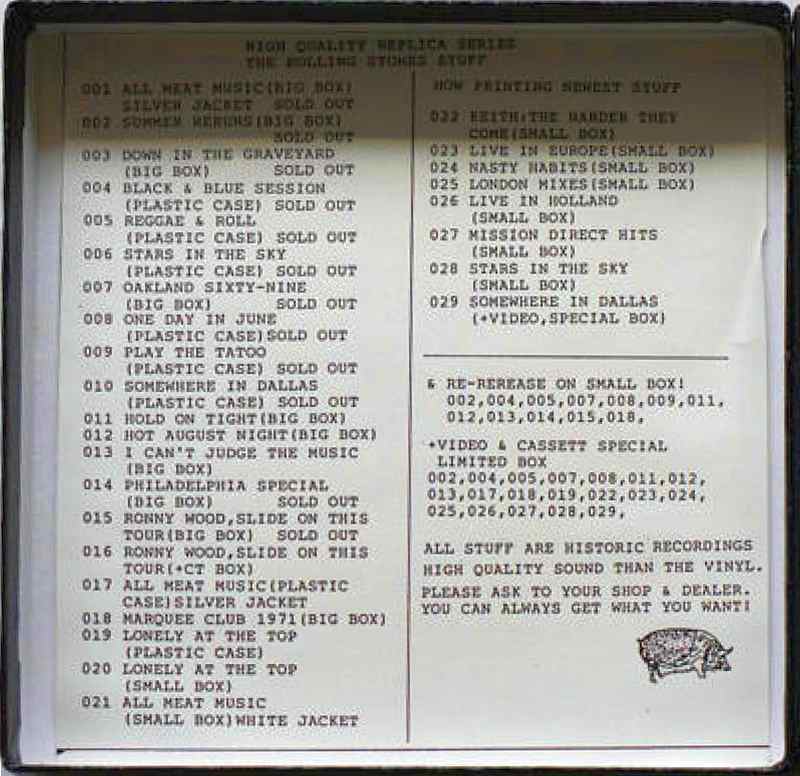 HIGH QUALITY REPLICA SERIES
THE ROLLING STONES STUFF
001 ALL MEAT MUSIC(BIG BOX)
SILVER JACKET SOLD OUT
002 SUMMER RERUNS(BIG BOX)
SOLD OUT
003 DOWN IN THE GRAVEYARD
(BIG BOX) SOLD OUT
004 BLACK & BLUE SESSION
(PLASTIC CASE) SOLD OUT
005 REGGAE & ROLL
(PLASTIC CASE) SOLD OUT
006 STARS IN THE SKY
(PLASTIC CASE) SOLD OUT
007 OAKLAND SIXTY-NINE
(BIG BOX) SOLD OUT
008 ONE DAY IN JUNE
(PLASTIC CASE)SOLD OUT
009 PLAY THE TATOO
(PLASTIC CASE) SOLD OUT
010 SOMEWHERE IN DALLAS
(PLASTIC CASE) SOLD OUT
011 HOLD ON TIGHT(BIG BOX)
012 HOT AUGUST NIGHT(BIG BOX)
013 I CAN'T JUDGE THE MUSIC
(BIG BOX)
014 PHILADELPHIA SPECIAL
(BIG BOX) SOLD OUT
015 RONNY WOOD,SLIDE ON THIS
TOUR(BIG BOX) SOLD OUT
016 RONNY WOOD,SLIDE ON THIS
TOUR(+CT BOX)
017 ALL MEAT MUSIC(PLASTIC
CASE)SILVER JACKET
018 MARQUEE CLUB 1971(BIG BOX)
019 LONELY AT THE TOP
(PLASTIC CASE)
020 LONELY AT THE TOP
(SMALL BOX)
021 ALL MEAT MUSIC
(SMALL BOX)WHITE JACKET
NOW PRINTING NEWEST STUFF
022 KEITH:THE HARDER THEY
COME(SMALL BOX)
023 LIVE IN EUROPE(SMALL BOX)
024 NASTY HABITS(SMALL BOX)
025 LONDON MIXES(SMALL BOX)
026 LIVE IN HOLLAND
(SMALL BOX)
027 MISSION DIRECT HITS
(SMALL BOX)
028 STARS IN THE SKY
(SMALL BOX)
029 SOMEWHERE IN DALLAS
(+VIDEO,SPECIAL BOX)
& RE-REREASE ON SMALL BOX!
002,004,005,007,008,009,011,
012,013,014,015,018,
+VIDEO & CASSETT SPECIAL
LIMITED BOX
002,004,005,007,008,011,012,
013,017,018,019,022,023,024,
025,026,027,028,029,
ALL STUFF ARE HISTORIC RECORDINGS
HIGH QUALITY SOUND THAN THE VINYL.
PLEASE ASK TO YOUR SHOP & DEALER.
YOU CAN ALWAYS GET WHAT YOU WANT!